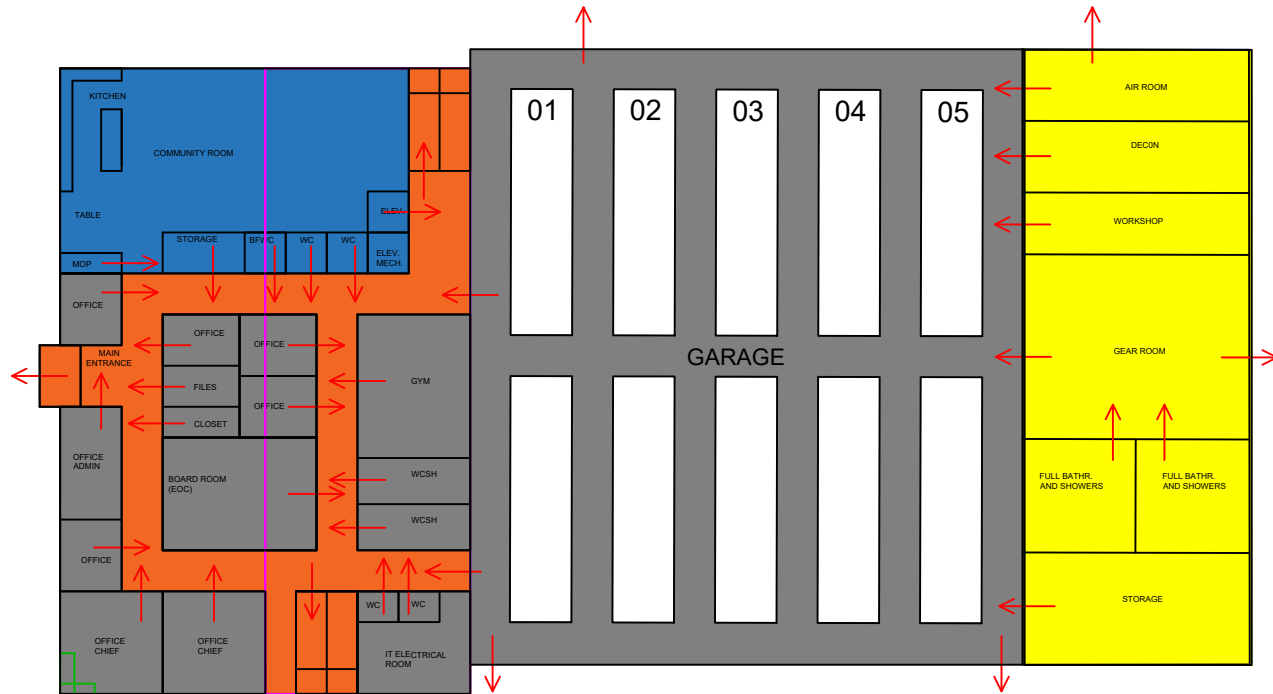 01
02
03
04
05
AIR ROOM
KITCHEN
COMMUNITY ROOM
DEC0N
TABLE
ELEV.
WORKSHOP
STORAGE
BFWC
WC
WC
ELEV.
MECH.
MOP
OFFICE
OFFICE
OFFICE
MAIN
ENTRANCE
GARAGE
GEAR ROOM
FILES
GYM
OFFICE
CLOSET
OFFICE
ADMIN
BOARD ROOM
(EOC)
WCSH
FULL BATHR.
AND SHOWERS
FULL BATHR.
AND SHOWERS
WCSH
OFFICE
WC
WC
STORAGE
OFFICE
CHIEF
OFFICE
CHIEF
IT ELECTRICAL
ROOM